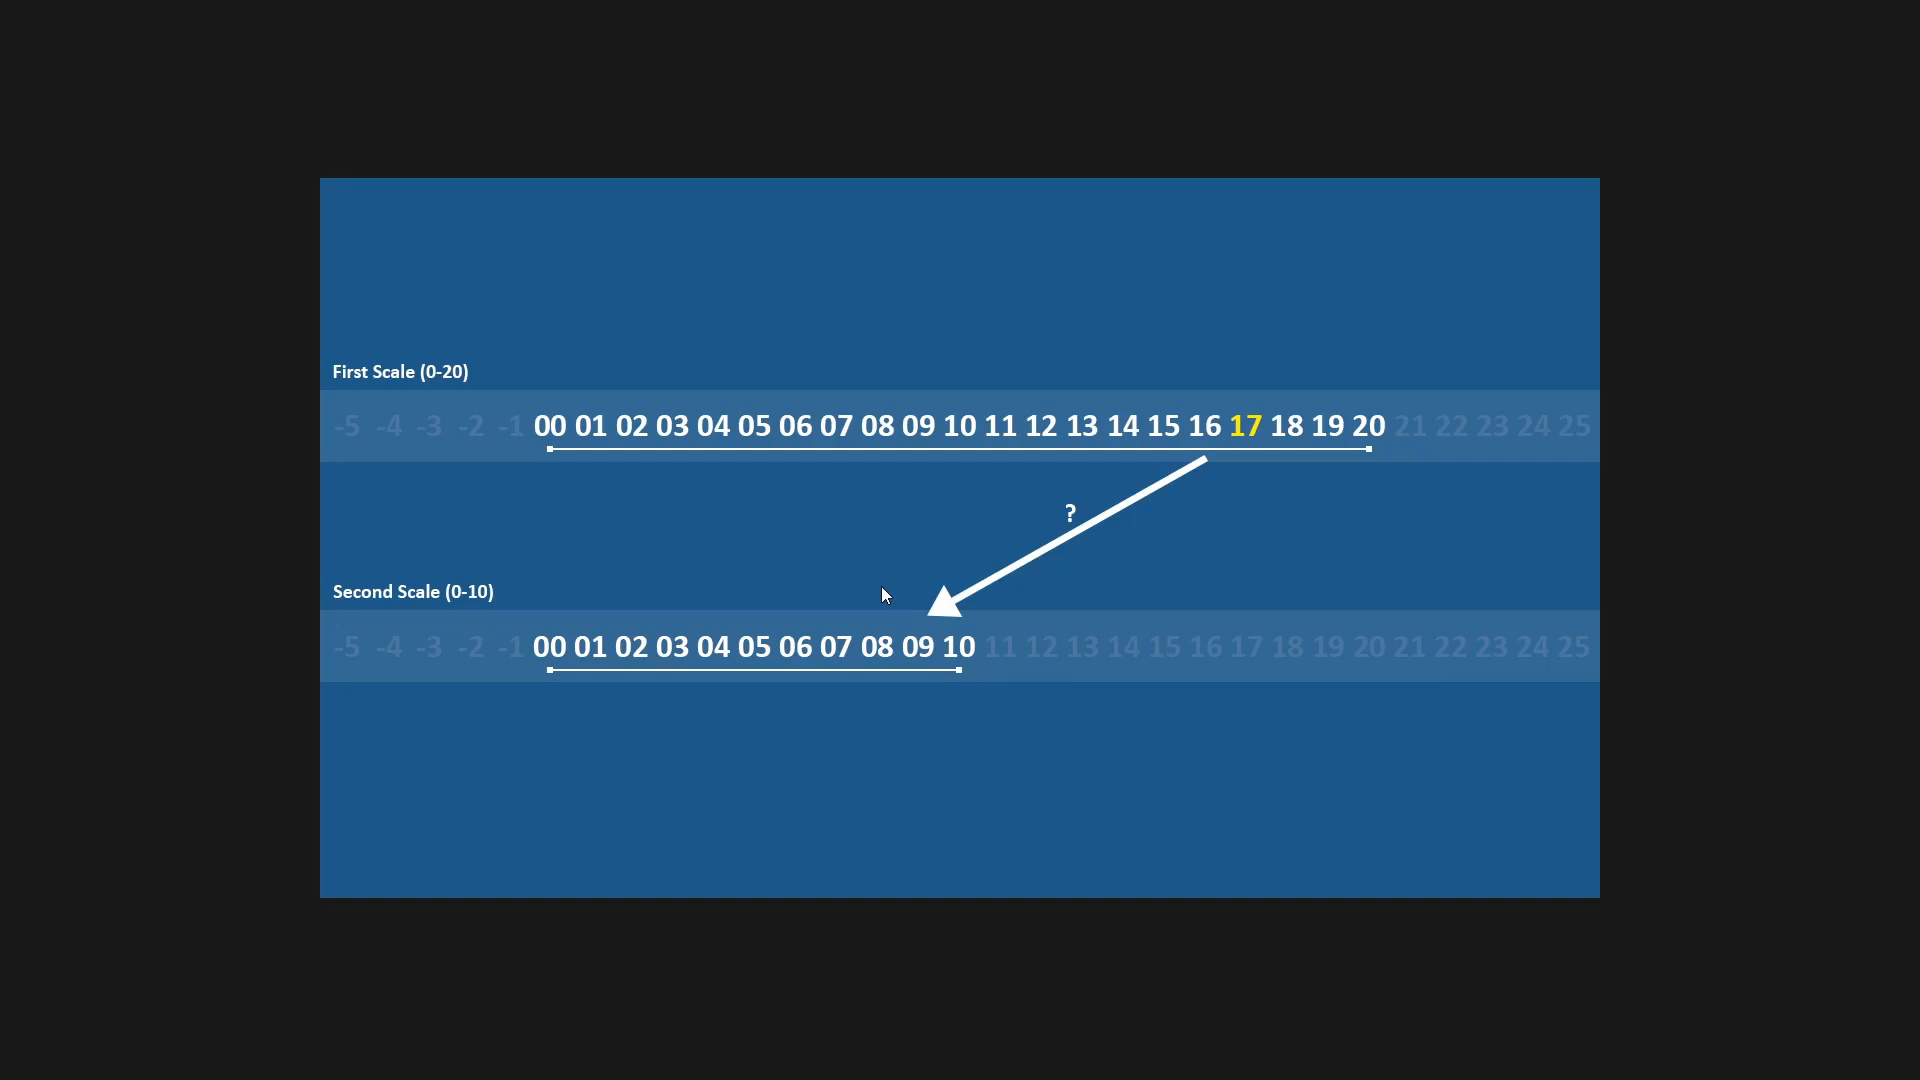 First Scale (0-20)
-5 -4 -3 -2 -1 00 01 02 03 04 05 06 07 08 09 10 11 12 13 14 15 16 17 18 19 20 21 22 23 24 25
?
Second Scale (0-10)
-5 -4 -3 -2 -1 00 01 02 03 04 05 06 07 08 09 10 11 12 13 14 15 16 17 18 19 20 21 22 23 24 25